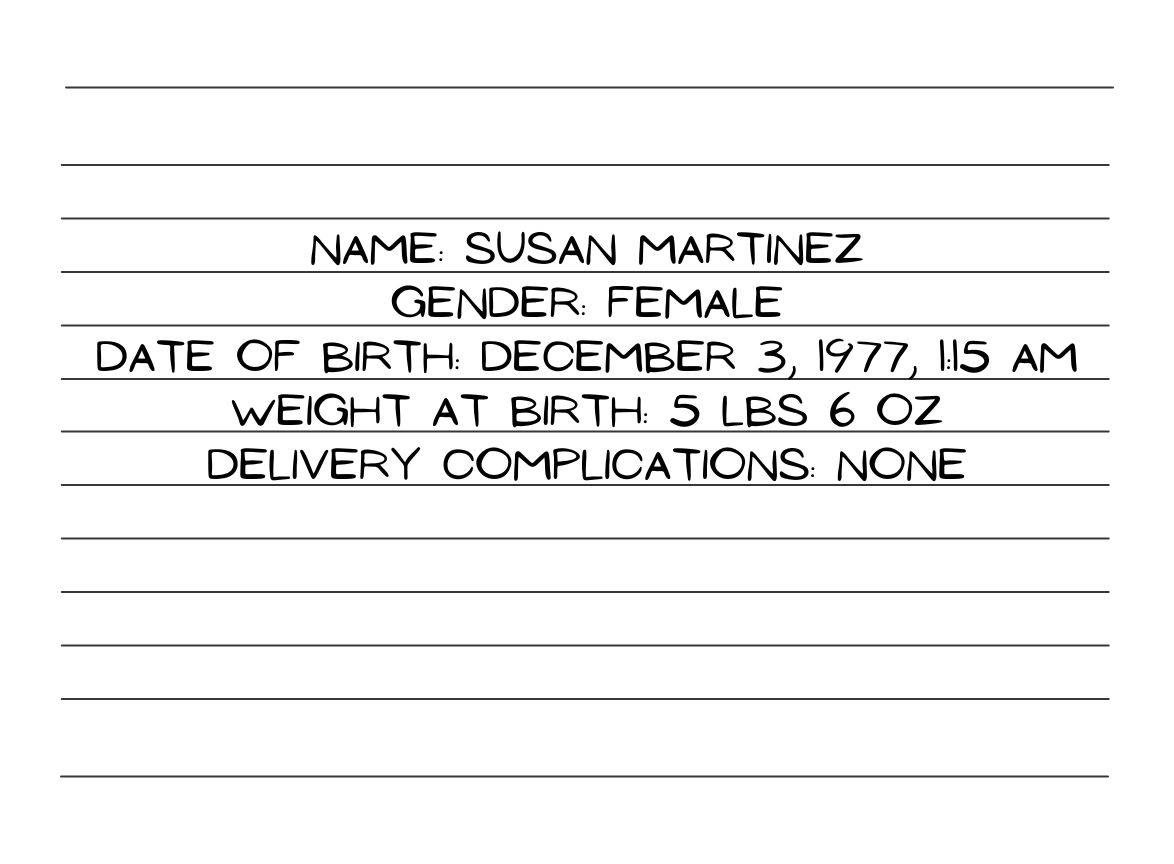 NAME: SUSAN MARTINEZ
GENDER: FEMALE
DATE OF BIRTH: DECEMBER 3, 1977, 1:15 AM
WEIGHT AT BIRTH: 5 LBS 6 OZ
DELIVERY COMPLICATIONS: NONE